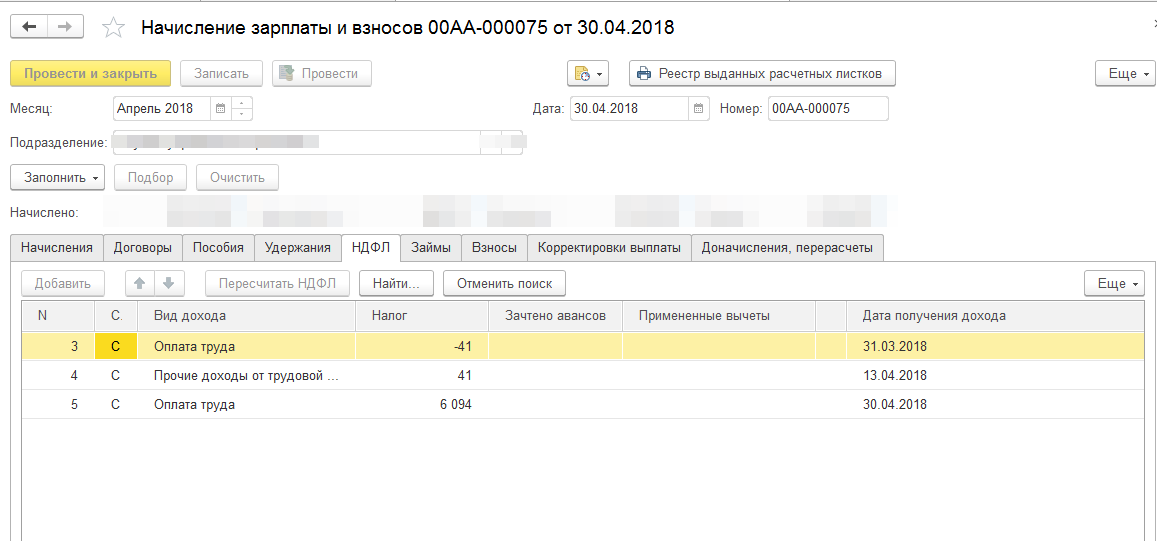 Начисление зарплаты и взносов 00АА-000075 от 30.04.2018
Провести и закрыть Записать Провести Реестр выданных расчетных листков Еще
Месяц: Апрель 2018 Дата: 30.04.2018 Номер: 00АА-000075
Подразделение:
Заполнить Подбор Очистить
Начислено:
Начисления Договоры Пособия Удержания НДФЛ Займы Взносы Корректировки выплаты Доначисления, перерасчеты
Добавить Пересчитать НДФЛ Найти... Отменить поиск Еще
N С. Вид дохода Налог Зачтено авансов Примененные вычеты Дата получения дохода
3 С Оплата труда -41 31.03.2018
4 С Прочие доходы от трудовой ... 41 13.04.2018
5 С Оплата труда 6 094 30.04.2018